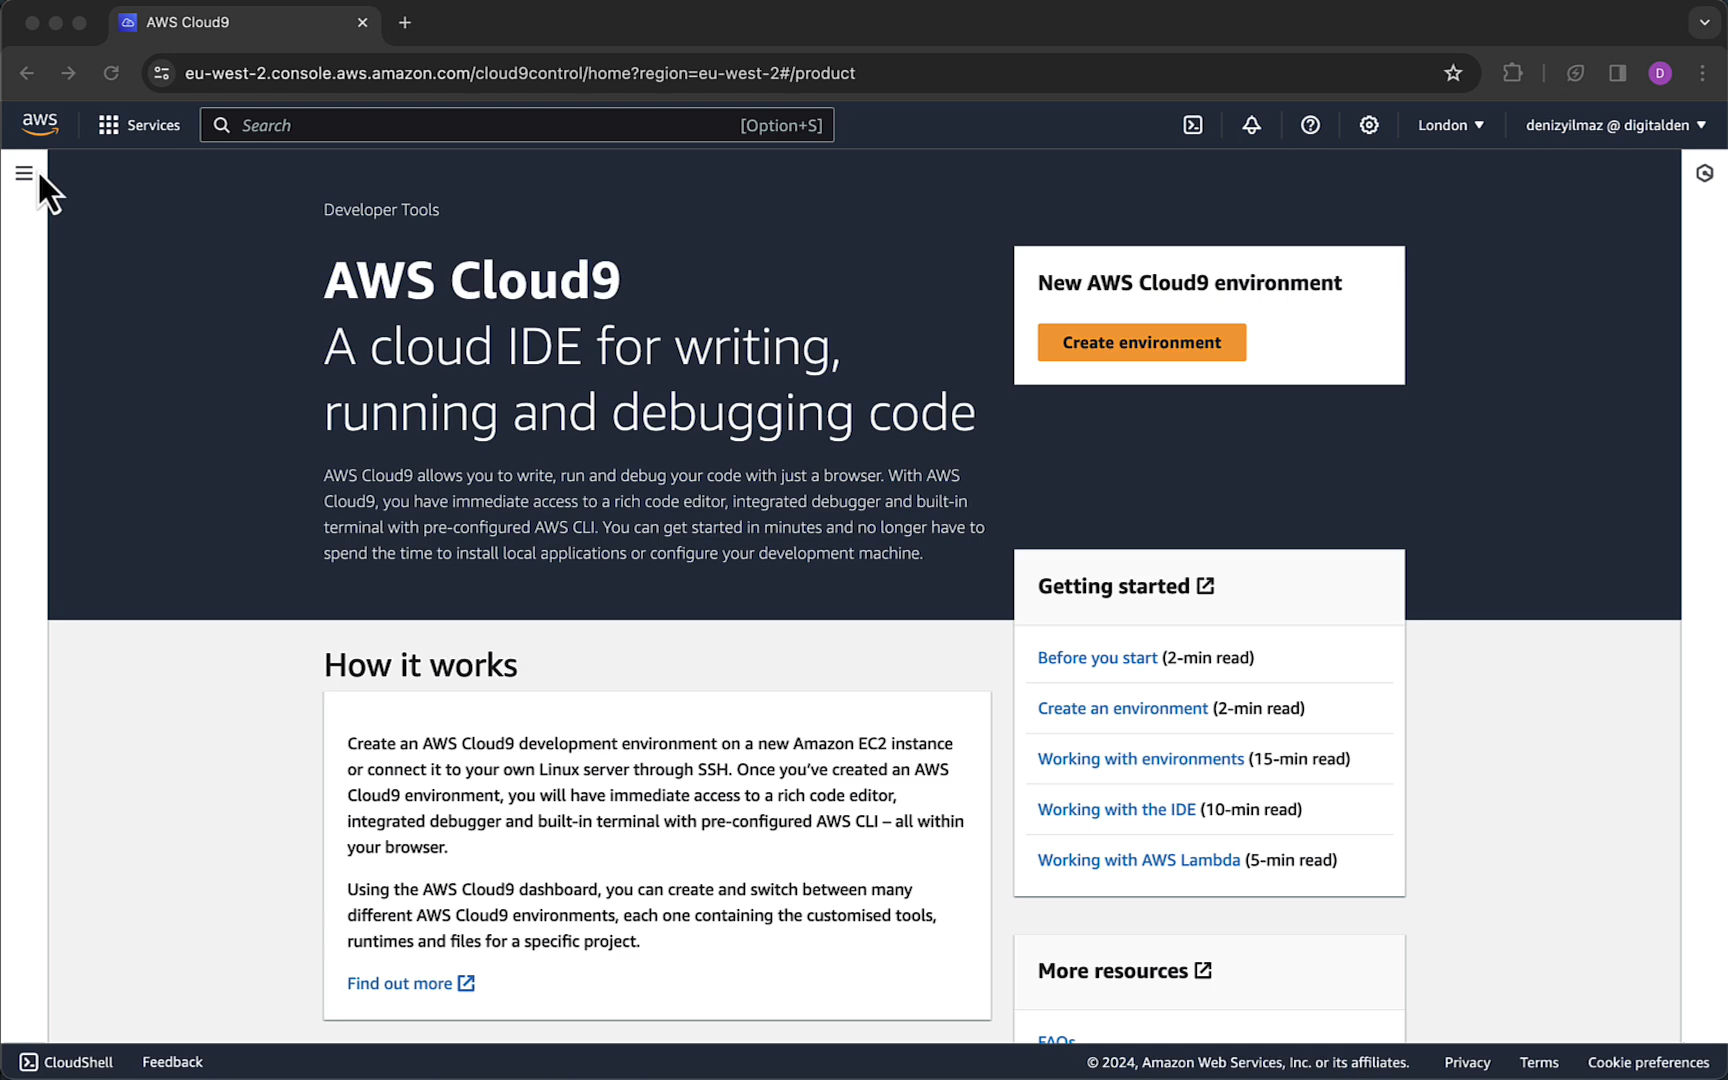 AWS Cloud9
eu-west-2.console.aws.amazon.com/cloud9control/home?region=eu-west-2#/product
D
aws
Services
Search
[Option+S]
London
denizyilmaz @ digitalden
Developer Tools
AWS Cloud9
A cloud IDE for writing,
running and debugging code
AWS Cloud9 allows you to write, run and debug your code with just a browser. With AWS
Cloud9, you have immediate access to a rich code editor, integrated debugger and built-in
terminal with pre-configured AWS CLI. You can get started in minutes and no longer have to
spend the time to install local applications or configure your development machine.
New AWS Cloud9 environment
Create environment
Getting started
Before you start (2-min read)
Create an environment (2-min read)
Working with environments (15-min read)
Working with the IDE (10-min read)
Working with AWS Lambda (5-min read)
How it works
Create an AWS Cloud9 development environment on a new Amazon EC2 instance
or connect it to your own Linux server through SSH. Once you've created an AWS
Cloud9 environment, you will have immediate access to a rich code editor,
integrated debugger and built-in terminal with pre-configured AWS CLI – all within
your browser.
Using the AWS Cloud9 dashboard, you can create and switch between many
different AWS Cloud9 environments, each one containing the customised tools,
runtimes and files for a specific project.
Find out more
More resources
FAQs
CloudShell
Feedback
© 2024, Amazon Web Services, Inc. or its affiliates.
Privacy
Terms
Cookie preferences